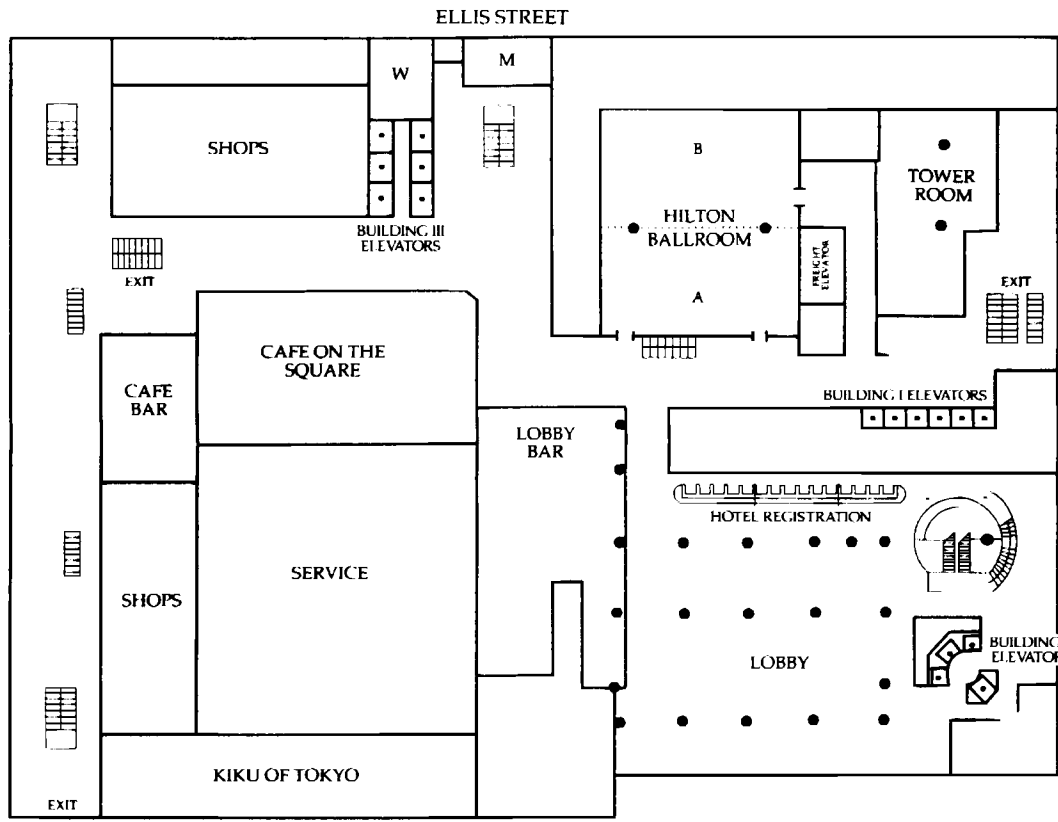 ELLIS STREET
W
M
SHOPS
BUILDING III
ELEVATORS
B
HILTON
BALLROOM
A
TOWER
ROOM
FREIGHT
ELEVATOR
EXIT
EXIT
CAFE ON THE
SQUARE
CAFE
BAR
BUILDING I ELEVATORS
LOBBY
BAR
HOTEL REGISTRATION
SERVICE
SHOPS
LOBBY
BUILDING
ELEVATOR
KIKU OF TOKYO
EXIT